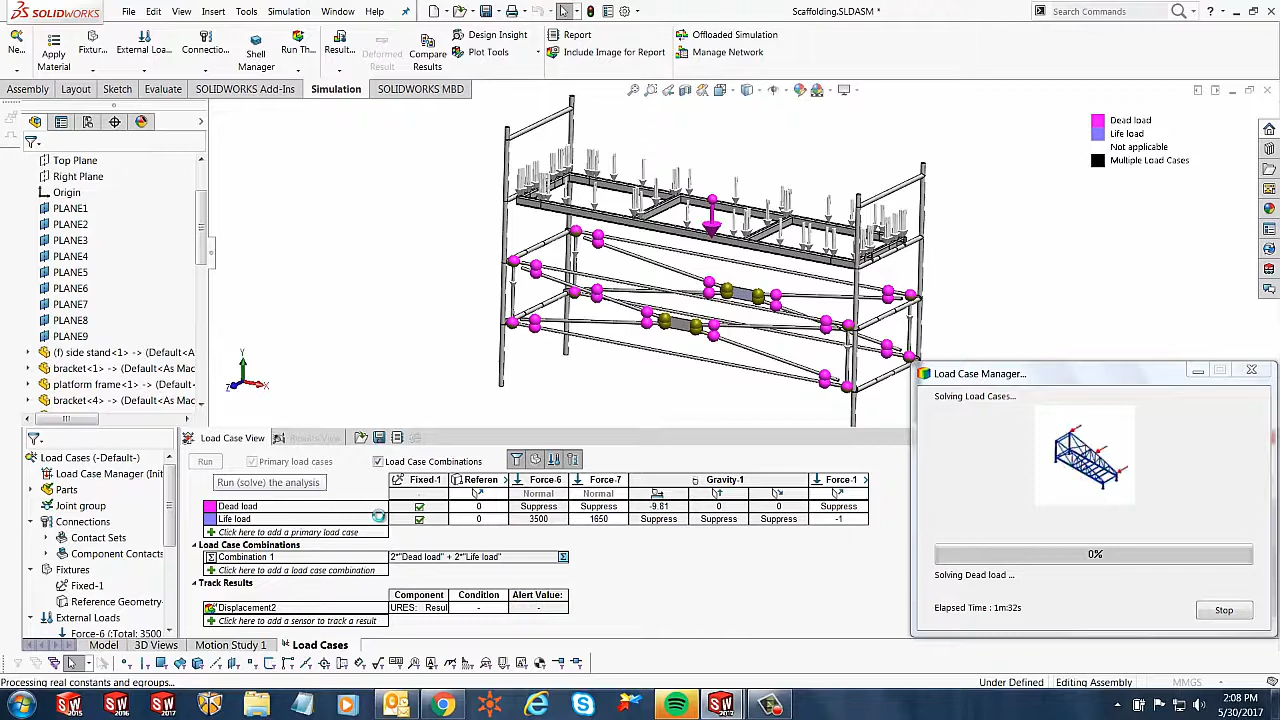 SOLIDWORKS File Edit View Insert Tools Simulation Window Help Scaffolding.SLDASM * Search Commands
Ne... Apply Material Fixtur... External Loa... Connectio... Shell Manager Run Th... Result... Deformed Result Compare Results
Design Insight Report Offloaded Simulation
Plot Tools Include Image for Report Manage Network
Assembly Layout Sketch Evaluate SOLIDWORKS Add-Ins Simulation SOLIDWORKS MBD
Dead load
Life load
Not applicable
Multiple Load Cases
Top Plane
Right Plane
Origin
PLANE1
PLANE2
PLANE3
PLANE4
PLANE5
PLANE6
PLANE7
PLANE8
PLANE9
(f) side stand<1> -> (Default<A
bracket<1> -> (Default<As Mac
platform frame<1> -> (Default
bracket<4> -> (Default<As Mac
Y
X
Z
Load Case Manager...
Solving Load Cases...
0%
Solving Dead load ...
Elapsed Time : 1m:32s
Stop
Load Cases (-Default-)
Load Case Manager (Init
Parts
Joint group
Connections
Contact Sets
Component Contacts
Fixtures
Fixed-1
Reference Geometry-
External Loads
Force-6 (:Total: 3500
Load Case View Results View
Run Primary load cases Load Case Combinations
Run (solve) the analysis
Fixed-1 Referen Force-6 Force-7 Gravity-1 Force-1
- Normal Normal
Dead load 0 Suppress Suppress -9.81 0 0 Suppress
Life load 0 3500 1650 Suppress Suppress Suppress -1
Click here to add a primary load case
Load Case Combinations
Combination 1 2*"Dead load" + 2*"Life load"
Click here to add a load case combination
Track Results
Component Condition Alert Value:
Displacement2 URES: Resul - -
Click here to add a sensor to track a result
Model 3D Views Motion Study 1 Load Cases
Processing real constants and eqgroups. Under Defined Editing Assembly MMGS
SW 2015 SW 2016 SW 2017 SW 2017
2:08 PM
5/30/2017